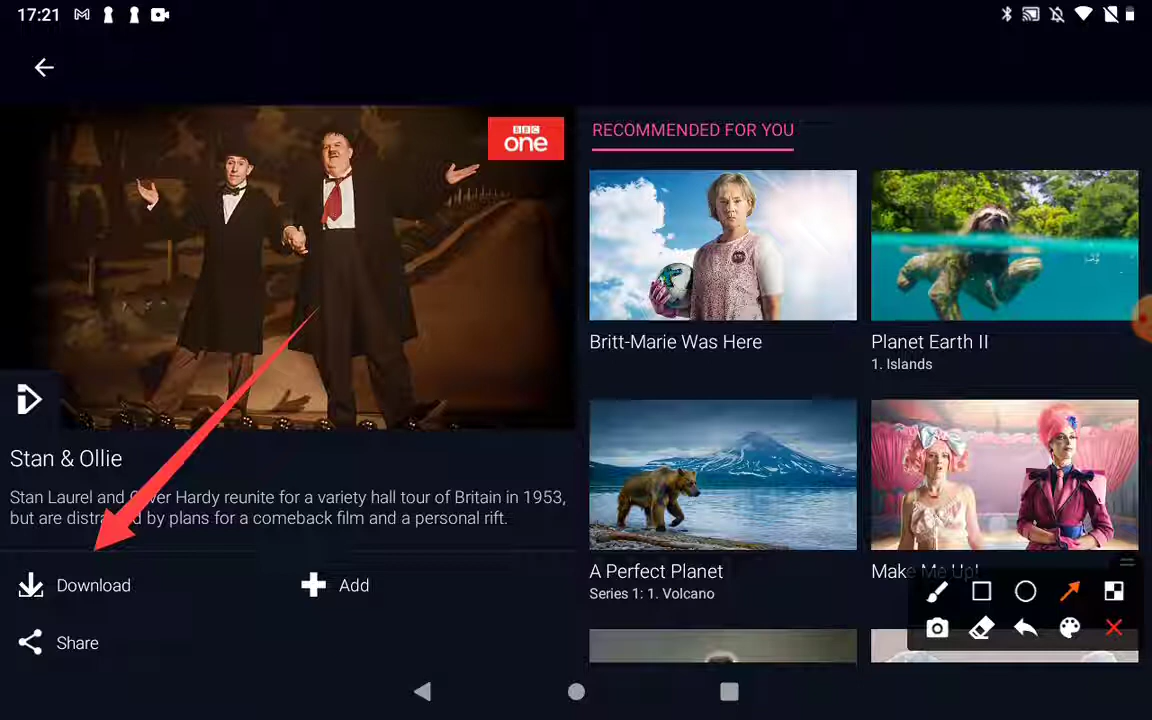 17:21
BBC
one
Stan & Ollie
Stan Laurel and Hardy reunite for a variety hall tour of Britain in 1953,
but are by plans for a comeback film and a personal rift.
Download
Add
Share
RECOMMENDED FOR YOU
Britt-Marie Was Here
Planet Earth II
1. Islands
A Perfect Planet
Series 1: 1. Volcano
Make Me Up!